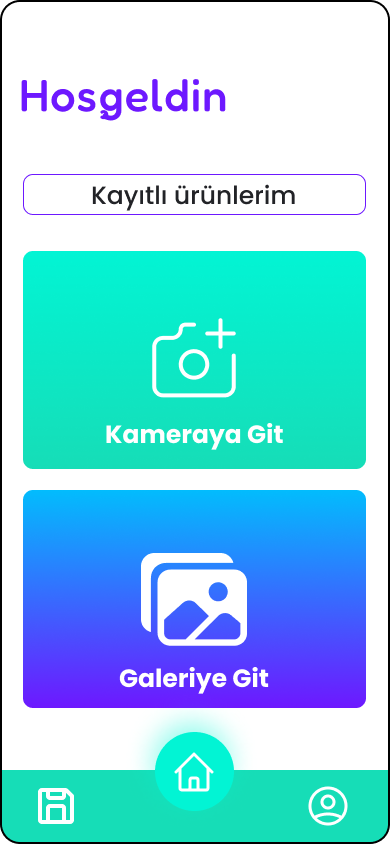 Hosgeldin
Kayıtlı ürünlerim
Kameraya Git
Galeriye Git